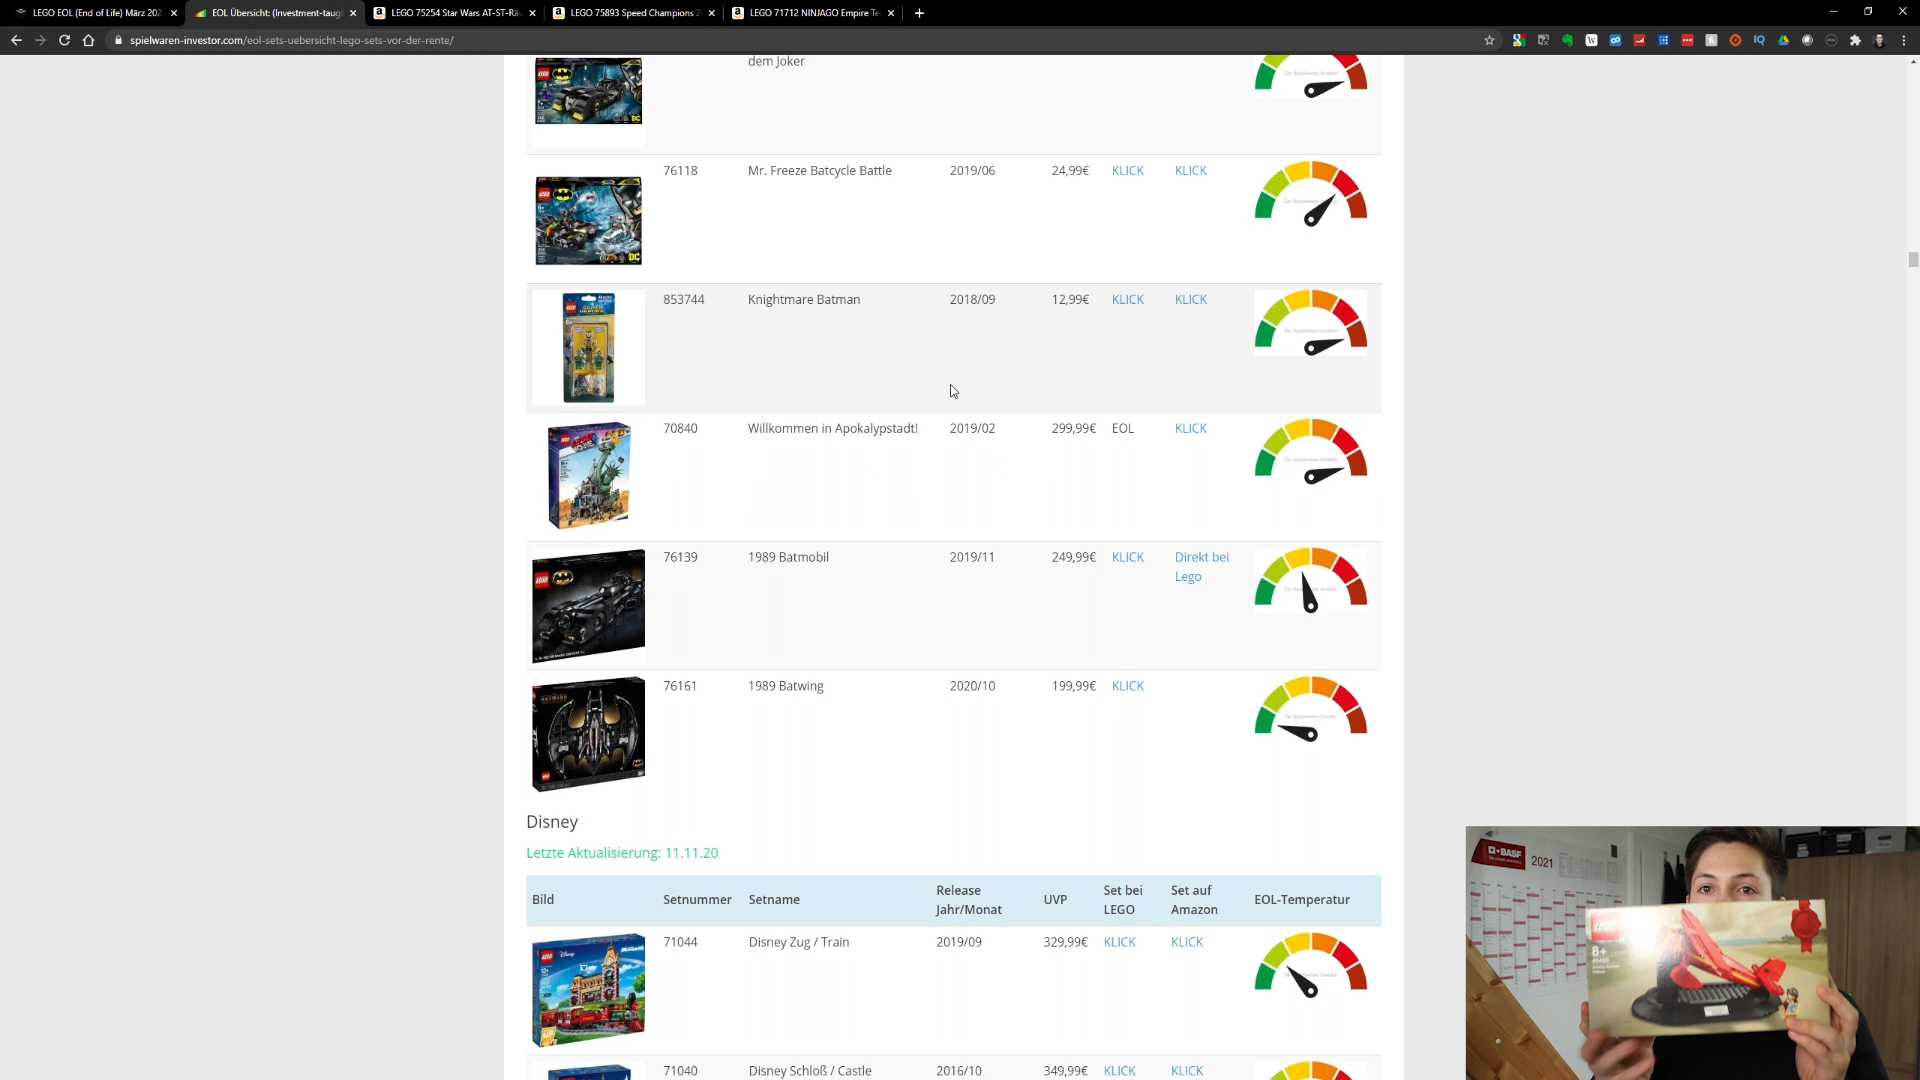 LEGO EOL (End of Life) März 202
EOL Übersicht: (Investment-taug
LEGO 75254 Star Wars AT-ST-Rä
LEGO 75893 Speed Champions 2
LEGO 71712 NINJAGO Empire Te
spielwaren-investor.com/eol-sets-uebersicht-lego-sets-vor-der-rente/
dem Joker
76118 Mr. Freeze Batcycle Battle 2019/06 24,99€ KLICK KLICK
853744 Knightmare Batman 2018/09 12,99€ KLICK KLICK
70840 Willkommen in Apokalypstadt! 2019/02 299,99€ EOL KLICK
76139 1989 Batmobil 2019/11 249,99€ KLICK Direkt bei
Lego
76161 1989 Batwing 2020/10 199,99€ KLICK
Disney
Letzte Aktualisierung: 11.11.20
Bild Setnummer Setname Release Jahr/Monat UVP Set bei LEGO Set auf Amazon EOL-Temperatur
71044 Disney Zug / Train 2019/09 329,99€ KLICK KLICK
71040 Disney Schloß / Castle 2016/10 349,99€ KLICK KLICK
BASF
2021
LEGO
8+